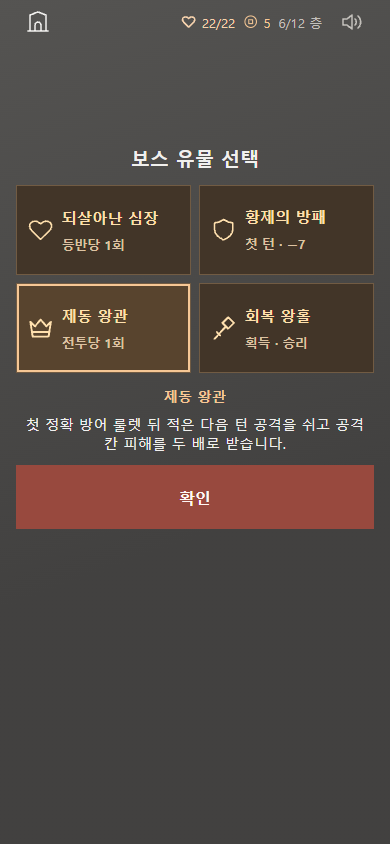 22/22 5 6/12 층
보스 유물 선택
되살아난 심장
등반당 1회
황제의 방패
첫 턴 · −7
제동 왕관
전투당 1회
회복 왕홀
획득 · 승리
제동 왕관
첫 정확 방어 룰렛 뒤 적은 다음 턴 공격을 쉬고 공격
칸 피해를 두 배로 받습니다.
확인